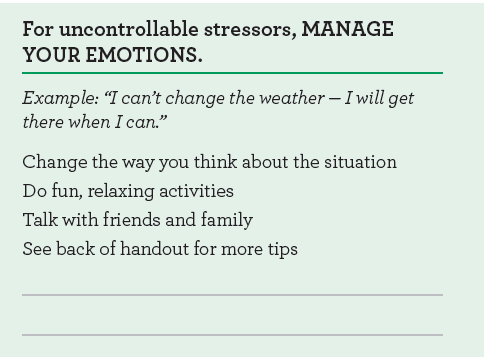 For uncontrollable stressors, MANAGE
YOUR EMOTIONS.
Example: “I can’t change the weather — I will get
there when I can.”
Change the way you think about the situation
Do fun, relaxing activities
Talk with friends and family
See back of handout for more tips